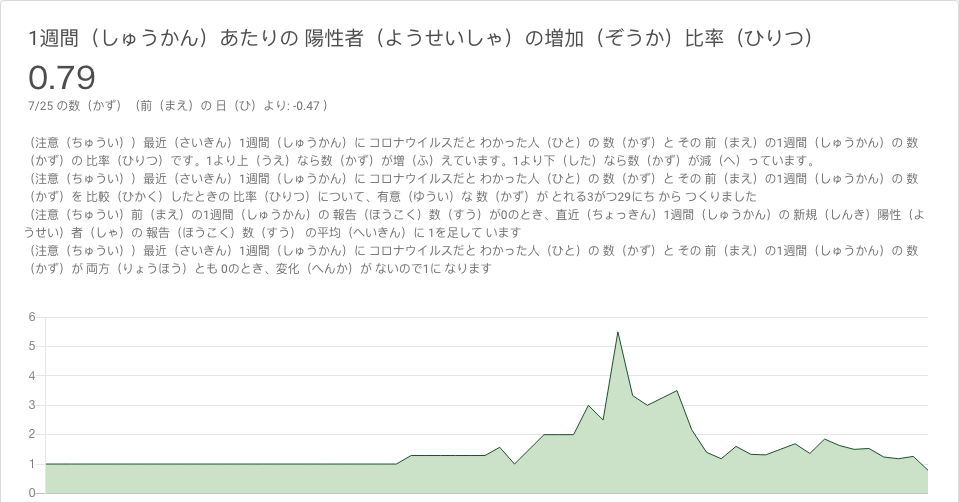 1週間（しゅうかん）あたりの 陽性者（ようせいしゃ）の増加（ぞうか）比率（ひりつ）
0.79
7/25 の数（かず）（前（まえ）の 日（ひ）より: -0.47 ）
（注意（ちゅうい））最近（さいきん）1週間（しゅうかん）に コロナウイルスだと わかった人（ひと）の 数（かず）と その 前（まえ）の1週間（しゅうかん）の 数
（かず）の 比率（ひりつ）です。1より上（うえ）なら数（かず）が増（ふ）えています。1より下（した）なら数（かず）が減（へ）っています。
（注意（ちゅうい））最近（さいきん）1週間（しゅうかん）に コロナウイルスだと わかった人（ひと）の 数（かず）と その 前（まえ）の1週間（しゅうかん）の 数
（かず）を 比較（ひかく）したときの 比率（ひりつ）について、有意（ゆうい）な 数（かず）が とれる3がつ29にち から つくりました
（注意（ちゅうい）前（まえ）の1週間（しゅうかん）の 報告（ほうこく）数（すう）が0のとき、直近（ちょっきん）1週間（しゅうかん）の 新規（しんき）陽性（よ
うせい）者（しゃ）の 報告（ほうこく）数（すう） の平均（へいきん）に 1を足して います
（注意（ちゅうい））最近（さいきん）1週間（しゅうかん）に コロナウイルスだと わかった人（ひと）の 数（かず）と その 前（まえ）の1週間（しゅうかん）の 数
（かず）が 両方（りょうほう）とも 0のとき、変化（へんか）が ないので1に なります
6
5
4
3
2
1
0